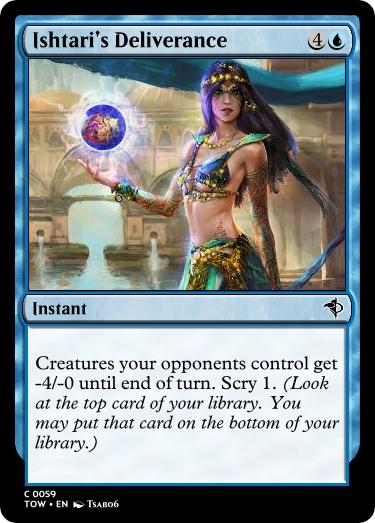 Ishtari's Deliverance 4
Instant
Creatures your opponents control get
-4/-0 until end of turn. Scry 1. (Look
at the top card of your library. You
may put that card on the bottom of your
library.)
C 0059
TOW • EN Tsabo6